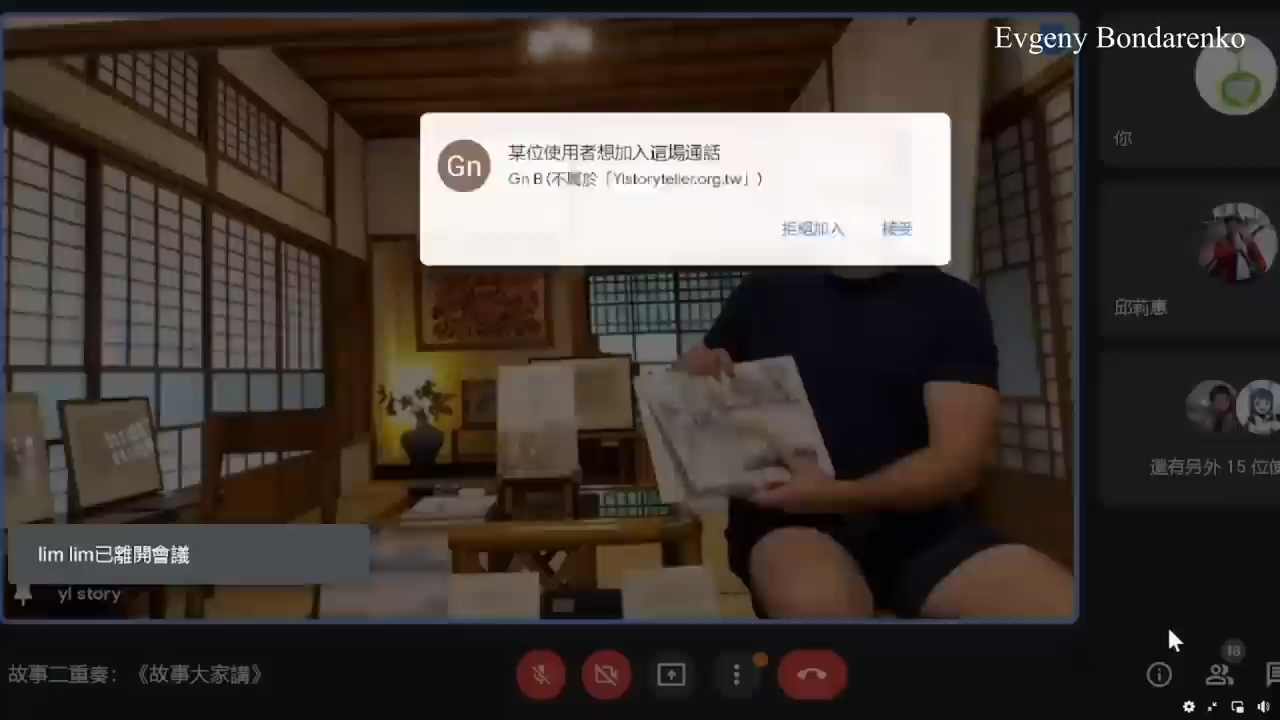 Evgeny Bondarenko
Gn
某位使用者想加入這場通話
Gn B (不屬於「Ylstoryteller.org.tw」)
拒絕加入
接受
你
邱莉惠
還有另外 15 位使
lim lim已離開會議
yl story
故事二重奏：《故事大家講》
18